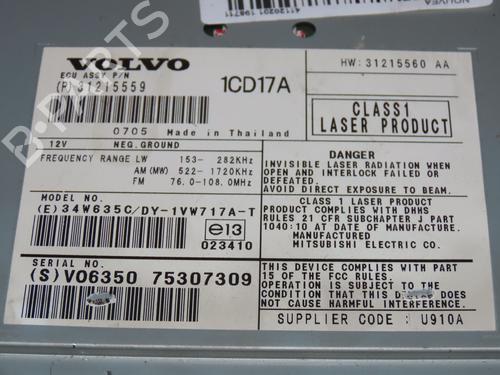 NOUVEA
41120201198711
B-PARTS
VOLVO
ECU ASSY P/N
(P) 31215559
1CD17A
HW: 31215560 AA
0705 Made in Thailand
CLASS1
LASER PRODUCT
12V NEG.GROUND
FREQUENCY RANGE LW 153- 282KHz
AM (MW) 522- 1720KHz
FM 76.0-108.0MHz
DANGER
INVISIBLE LASER RADIATION WHEN
OPEN AND INTERLOCK FAILED OR
DEFEATED.
AVOID DIRECT EXPOSURE TO BEAM.
MODEL NO.
(E) 34W635C/DY-1VW717A-T
e13
023410
CLASS 1 LASER PRODUCT
PRODUCT COMPLIES WITH DHHS
RULES 21 CFR SUBCHAPTER J PART
1040:10 AT DATE OF MANUFACTURE.
MANUFACTURED
MITSUBISHI ELECTRIC CO.
SERIAL NO.
(S) V06350 75307309
THIS DEVICE COMPLIES WITH PART
15 OF THE FCC RULES.
OPERATION IS SUBJECT TO THE
CONDITION THAT THIS DEVICE DOES
NOT CAUSE HARMFUL INTERFERENCE.
SUPPLIER CODE : U910A